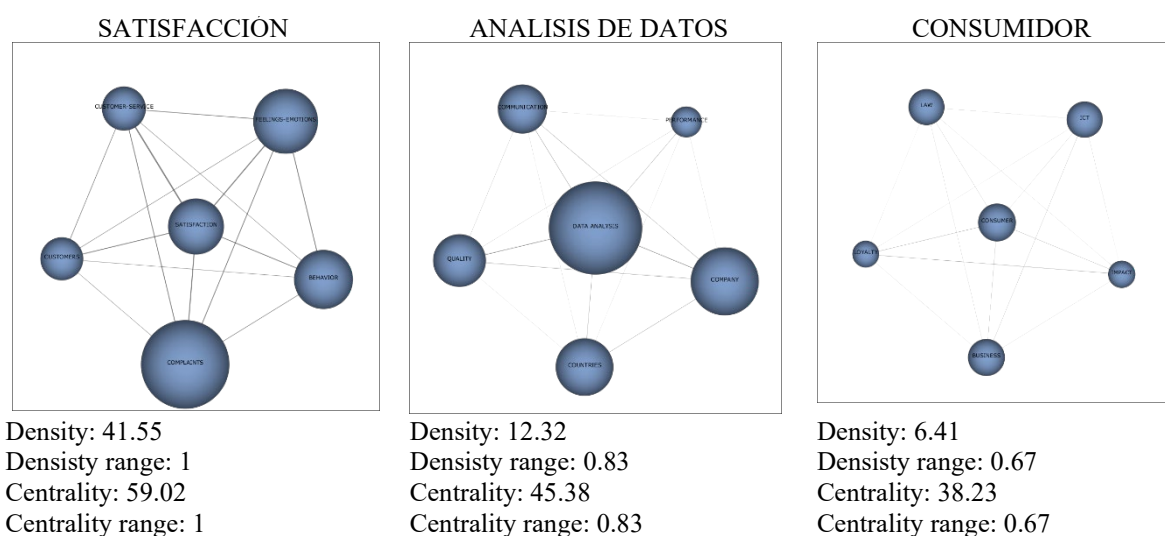 SATISFACCIÓN
CUSTOMER-SERVICE
FEELINGS-EMOTIONS
SATISFACTION
CUSTOMERS
BEHAVIOR
COMPLAINTS
Density: 41.55
Densisty range: 1
Centrality: 59.02
Centrality range: 1
ANALISIS DE DATOS
COMMUNICATION
PERFORMANCE
DATA ANALYSIS
QUALITY
COMPANY
COUNTRIES
Density: 12.32
Densisty range: 0.83
Centrality: 45.38
Centrality range: 0.83
CONSUMIDOR
LAW
ICT
CONSUMER
LOYALTY
IMPACT
BUSINESS
Density: 6.41
Densisty range: 0.67
Centrality: 38.23
Centrality range: 0.67